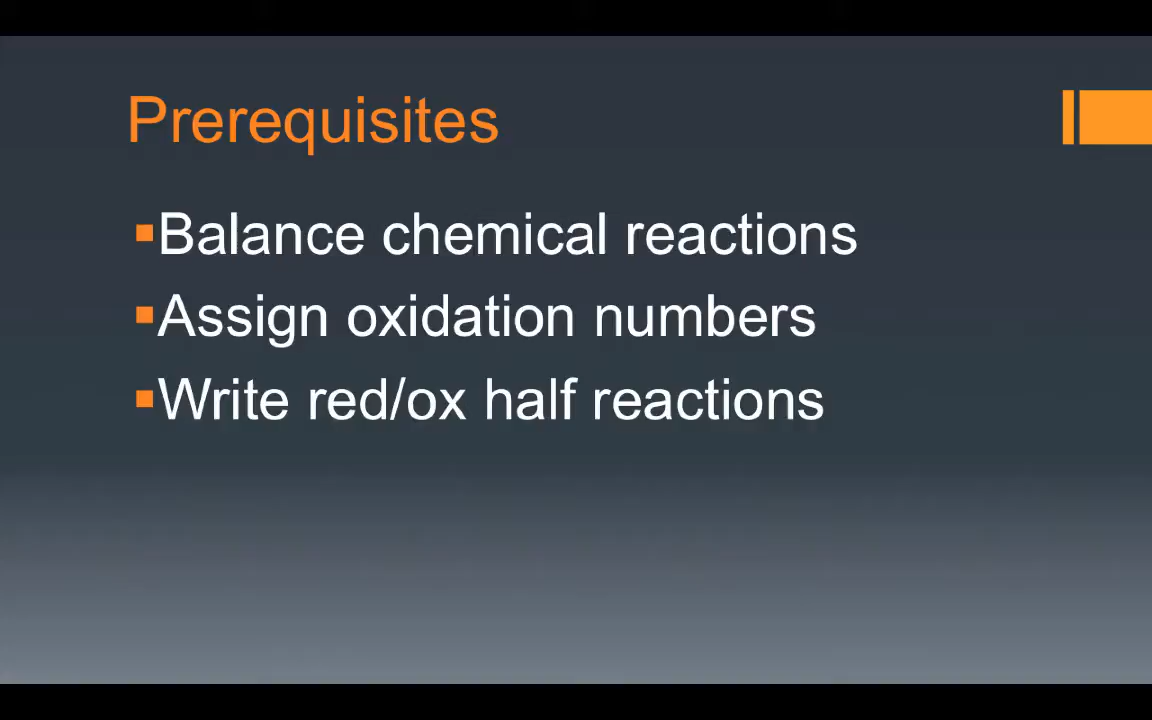 Prerequisites
▪Balance chemical reactions
▪Assign oxidation numbers
▪Write red/ox half reactions